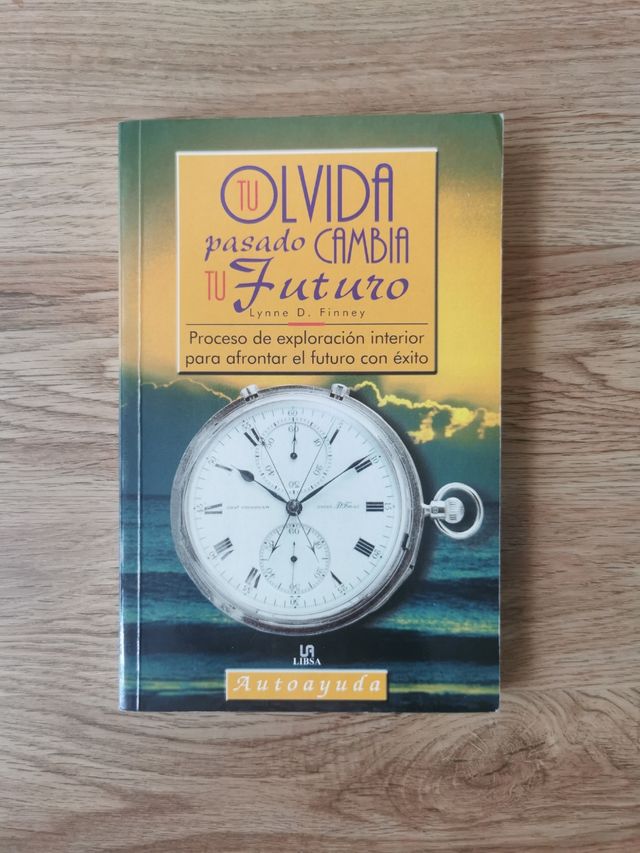 TU OLVIDA
pasado CAMBIA
TU Futuro
Lynne D. Finney
Proceso de exploración interior
para afrontar el futuro con éxito
LIBSA
Autoayuda